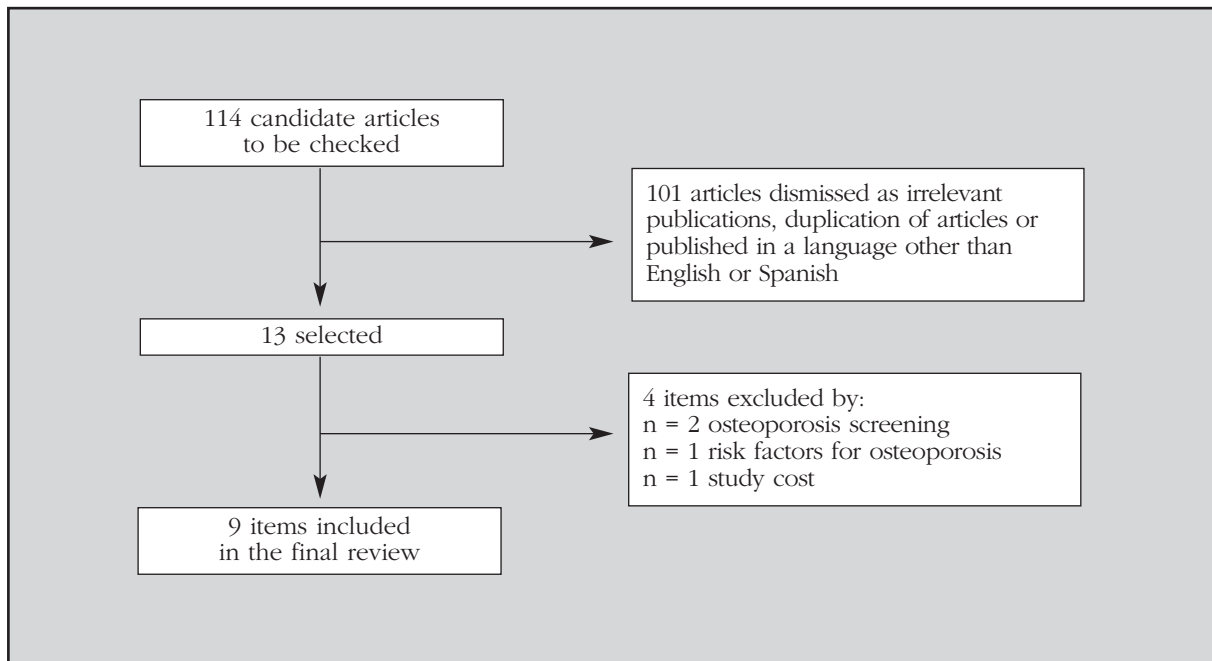 114 candidate articles
to be checked
101 articles dismissed as irrelevant
publications, duplication of articles or
published in a language other than
English or Spanish
13 selected
4 items excluded by:
n = 2 osteoporosis screening
n = 1 risk factors for osteoporosis
n = 1 study cost
9 items included
in the final review